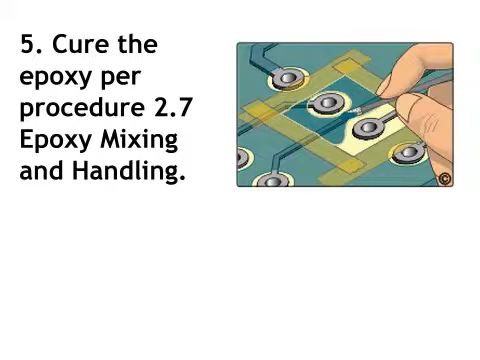 5. Cure the
epoxy per
procedure 2.7
Epoxy Mixing
and Handling.
©